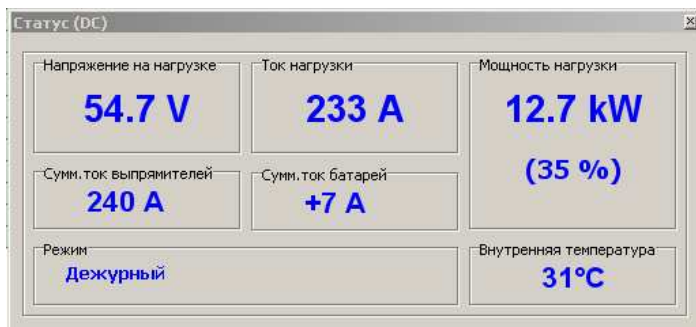 Статус (DC)
Напряжение на нагрузке
54.7 V
Ток нагрузки
233 A
Мощность нагрузки
12.7 kW
(35 %)
Сумм.ток выпрямителей
240 A
Сумм.ток батарей
+7 A
Режим
Дежурный
Внутренняя температура
31°C